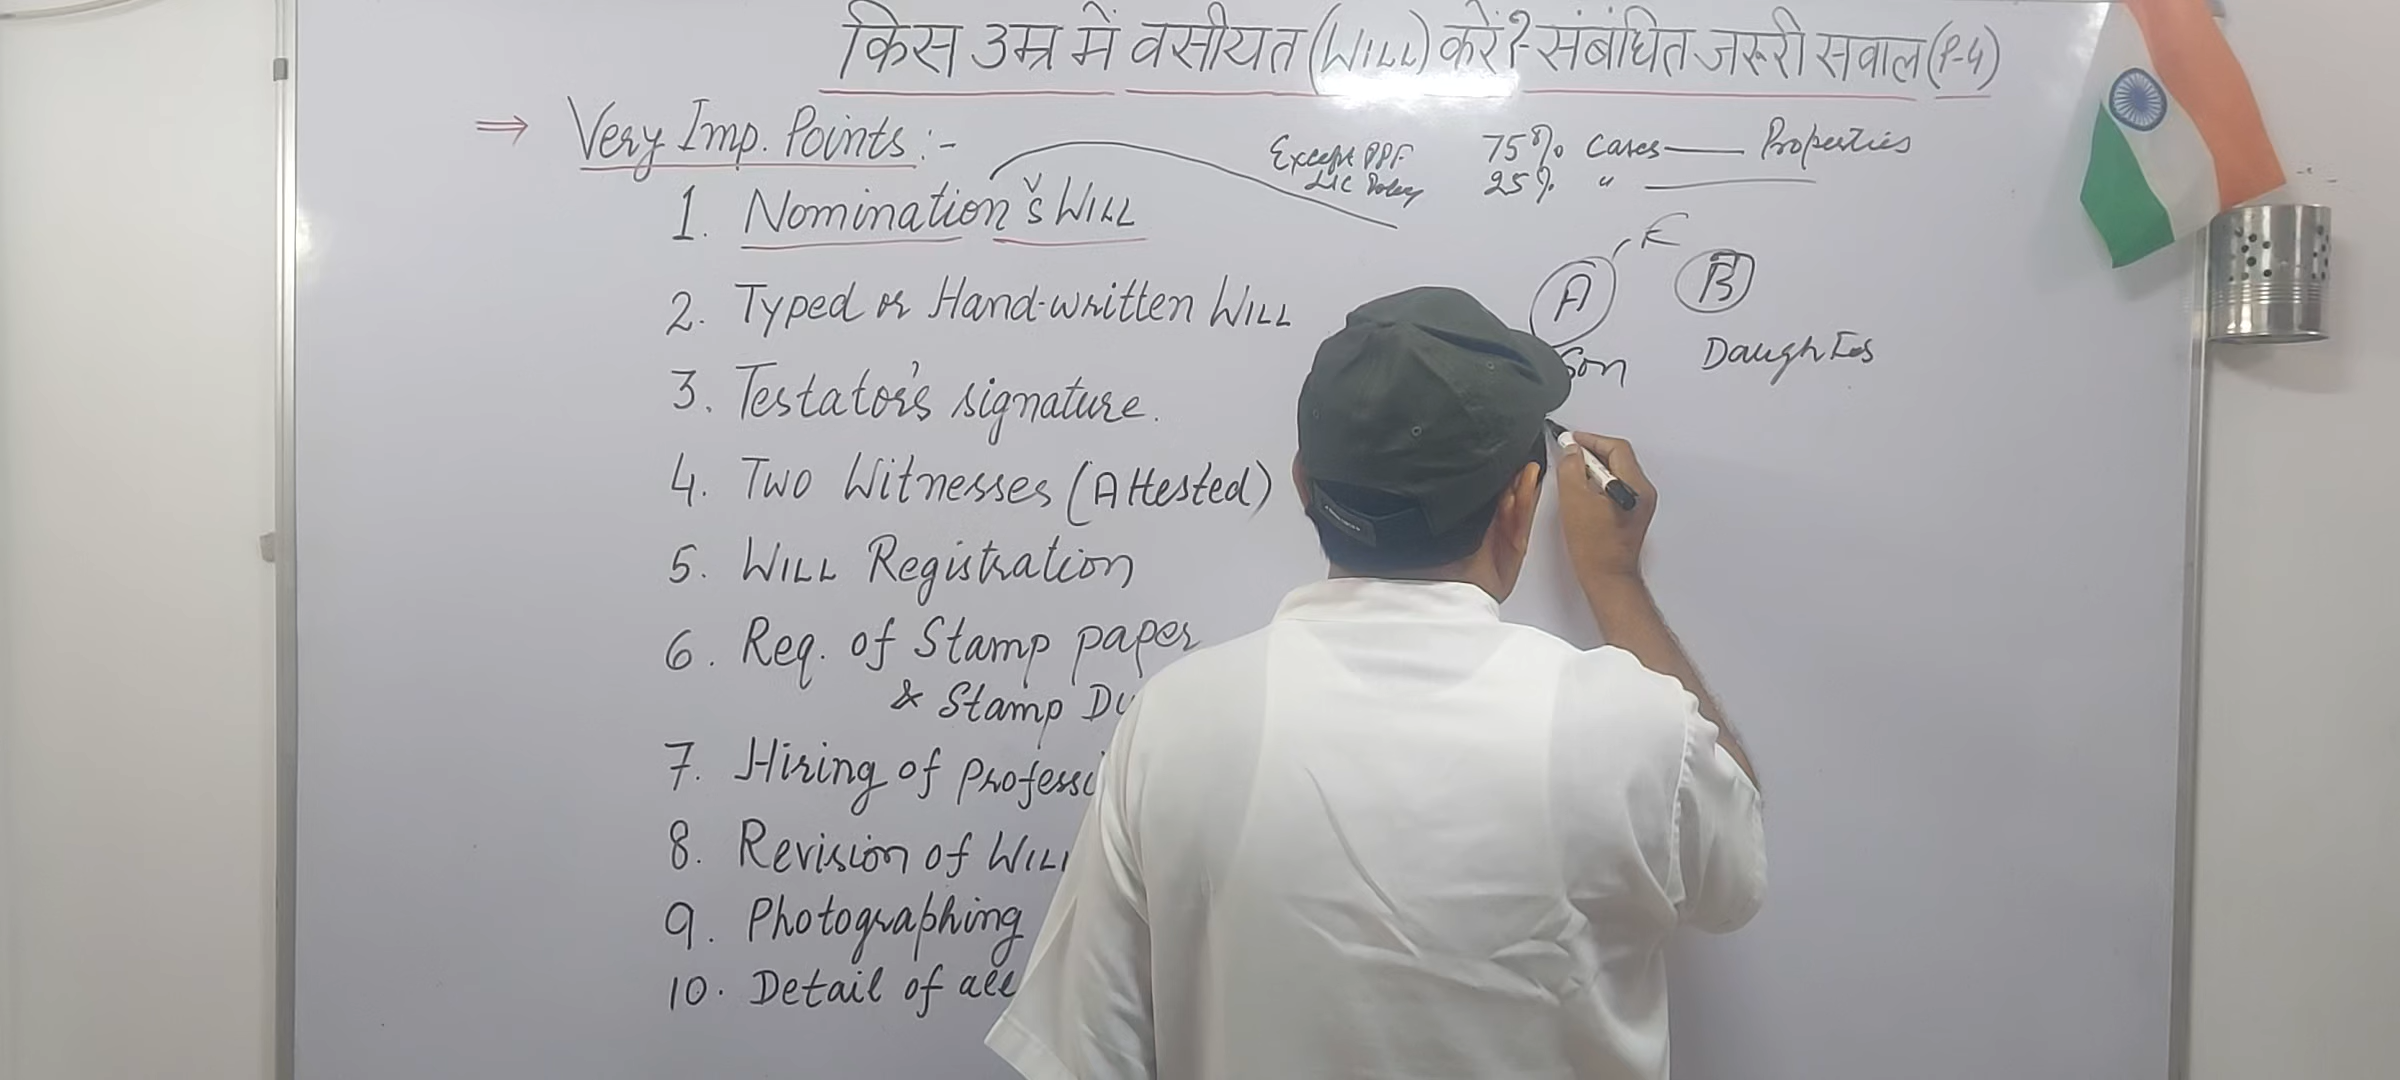 किस उम्र में वसीयत (WILL) करें?-संबंधित जरूरी सवाल (P-4)
⇒ Very Imp. Points:-
1. Nomination vs WILL
2. Typed or Hand-written WILL
3. Testator's signature.
4. Two Witnesses (Attested)
5. WILL Registration
6. Req. of Stamp paper
& Stamp Du
7. Hiring of Professi
8. Revision of WILL
9. Photographing
10. Detail of all
Except PPF
LIC Policy
75% Cases — Properties
25% " —
A
B
Son
Daughter